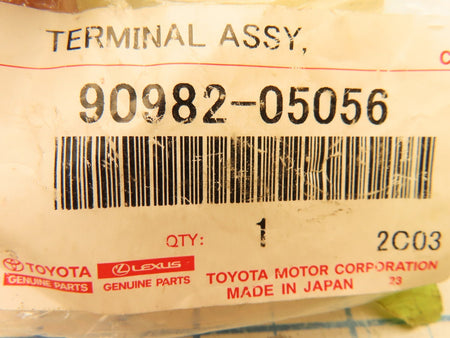 TERMINAL ASSY,
90982-05056
QTY: 1 2C03
TOYOTA LEXUS TOYOTA MOTOR CORPORATION
GENUINE PARTS GENUINE PARTS MADE IN JAPAN 23